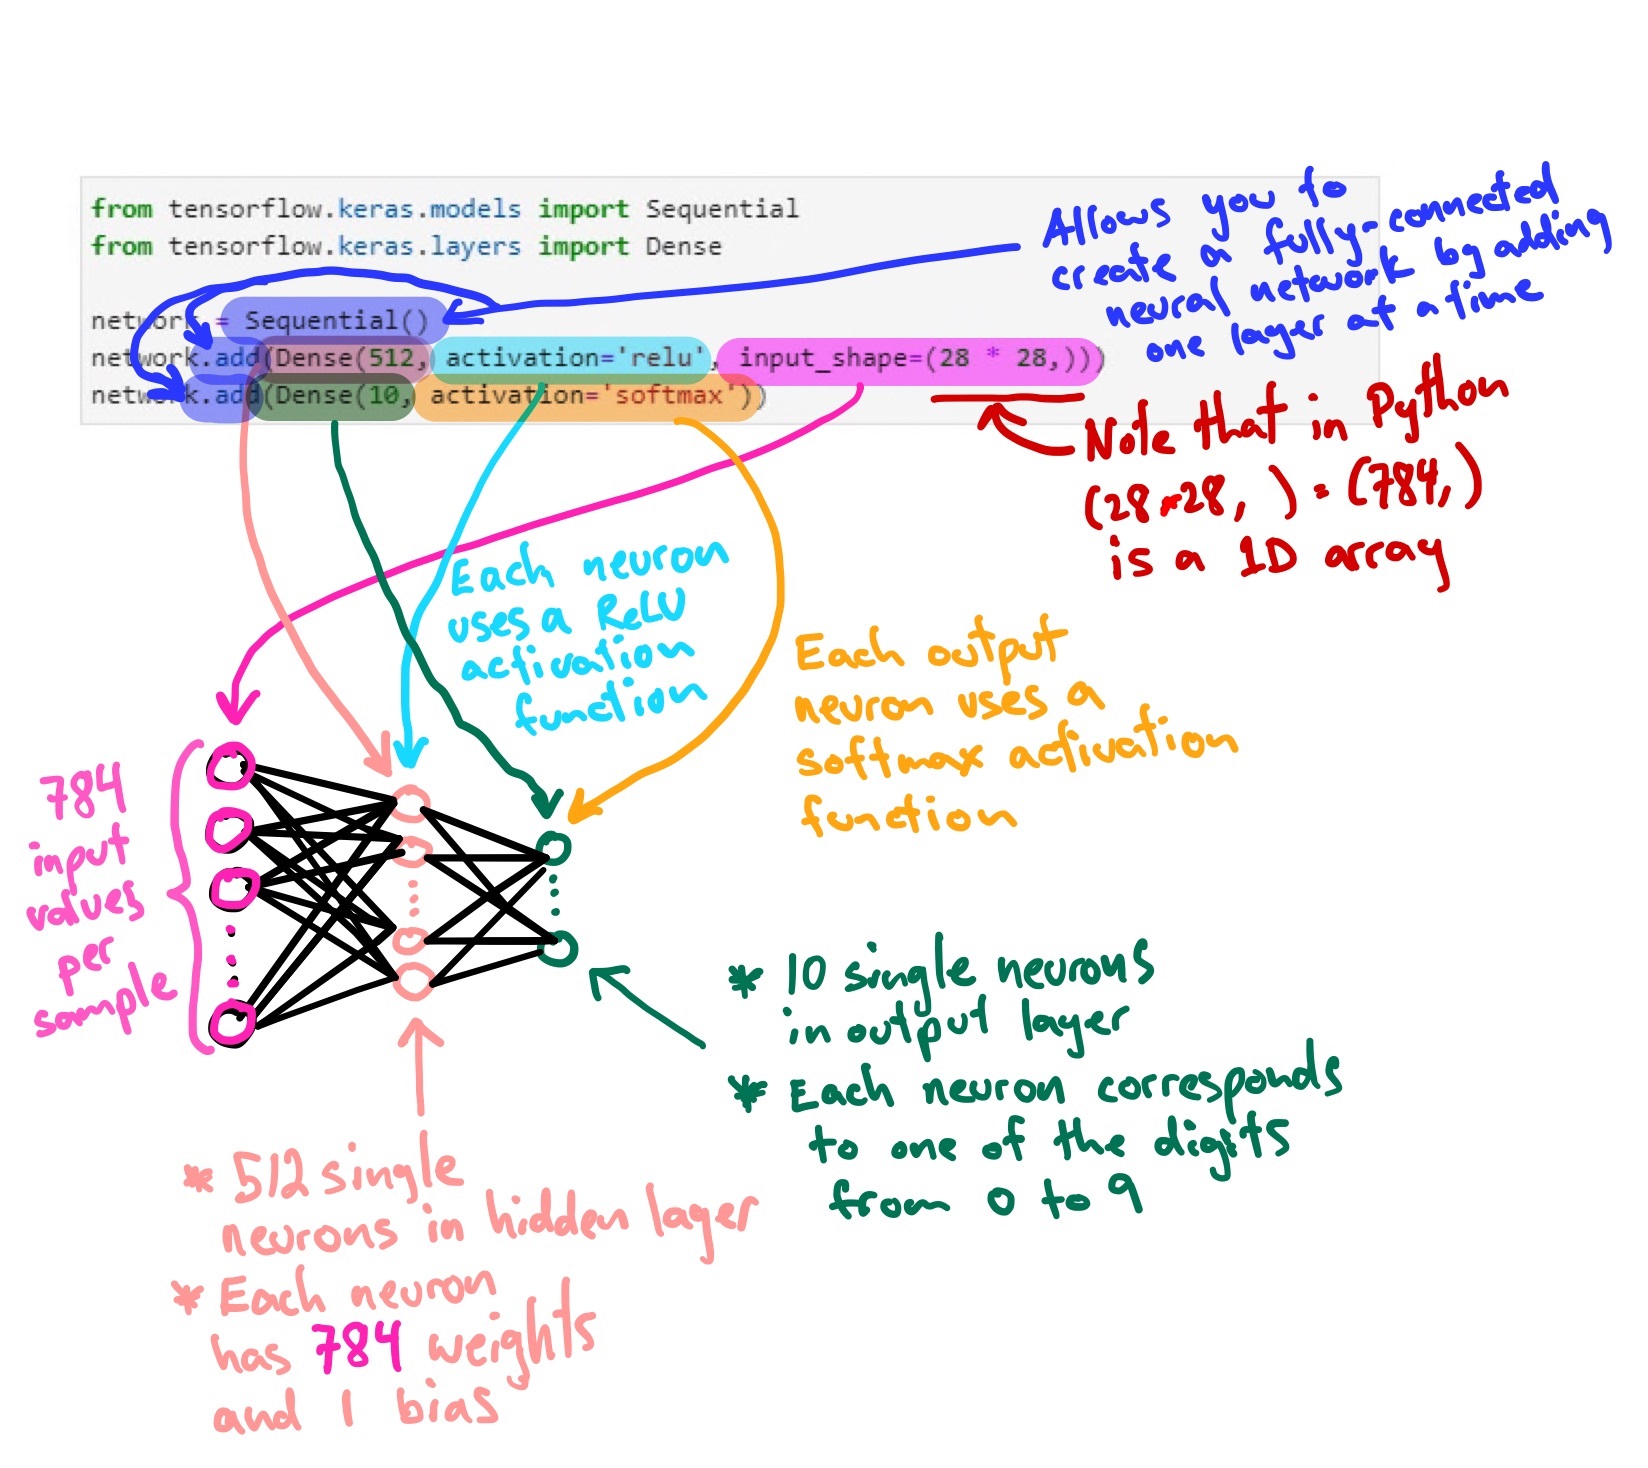 from tensorflow.keras.models import Sequential
from tensorflow.keras.layers import Dense
network = Sequential()
network.add(Dense(512, activation='relu', input_shape=(28 * 28,)))
network.add(Dense(10, activation='softmax'))
Allows you to
create a fully-connected
neural network by adding
one layer at a time
Note that in Python
(28*28, ) = (784,)
is a 1D array
Each neuron
uses a ReLU
activation
function
Each output
neuron uses a
softmax activation
function
784
input
values
per
sample
* 10 single neurons
in output layer
* Each neuron corresponds
to one of the digits
from 0 to 9
* 512 single
neurons in hidden layer
* Each neuron
has 784 weights
and 1 bias